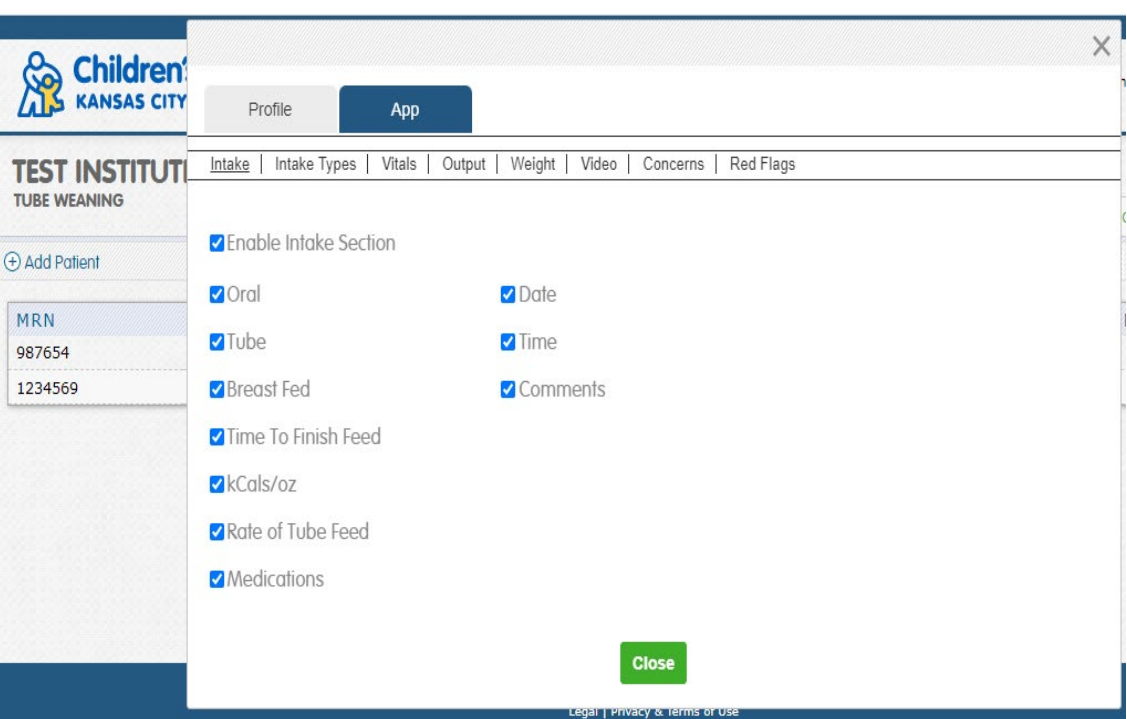 Children's
KANSAS CITY
Profile
App
TEST INSTITUTI
TUBE WEANING
Intake | Intake Types | Vitals | Output | Weight | Video | Concerns | Red Flags
Enable Intake Section
Add Patient
Oral
Date
MRN
987654
Tube
Time
1234569
Breast Fed
Comments
Time To Finish Feed
kCals/oz
Rate of Tube Feed
Medications
Close
Legal | Privacy & Terms of Use